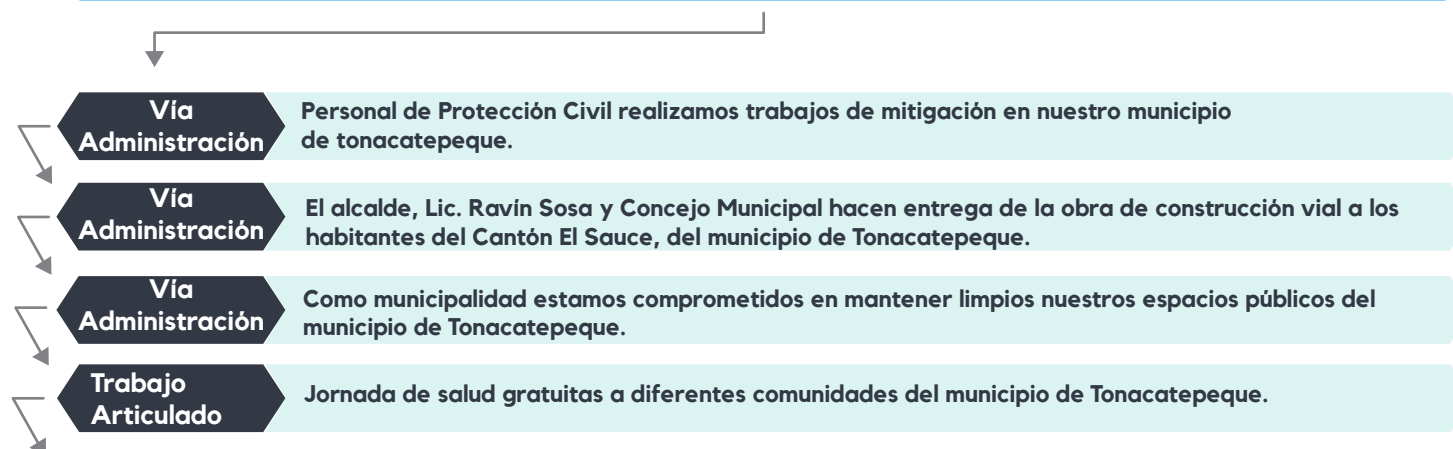 Vía
Administración
Personal de Protección Civil realizamos trabajos de mitigación en nuestro municipio
de tonacatepeque.
Vía
Administración
El alcalde, Lic. Ravín Sosa y Concejo Municipal hacen entrega de la obra de construcción vial a los
habitantes del Cantón El Sauce, del municipio de Tonacatepeque.
Vía
Administración
Como municipalidad estamos comprometidos en mantener limpios nuestros espacios públicos del
municipio de Tonacatepeque.
Trabajo
Articulado
Jornada de salud gratuitas a diferentes comunidades del municipio de Tonacatepeque.